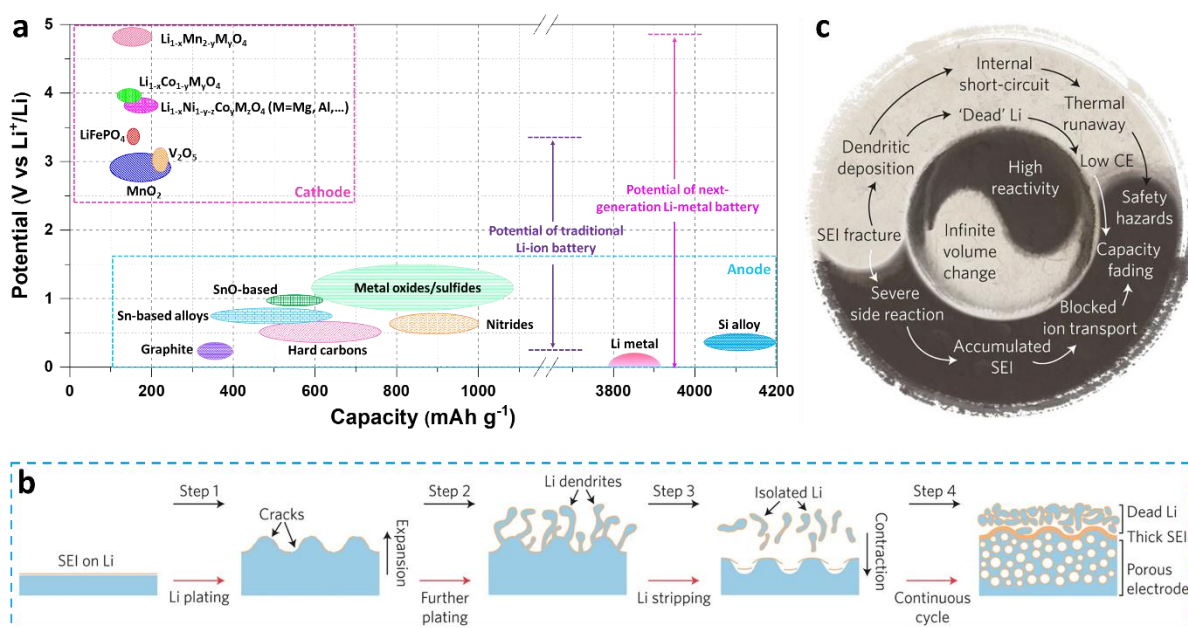 a
Potential (V vs Li⁺/Li)
5
4
3
2
1
0
Li₁₋ₓMn₂₋ᵧMᵧO₄
Li₁₋ₓCo₁₋ᵧMᵧO₄
Li₁₋ₓNi₁₋ᵧ₋zCoᵧMzO₄ (M=Mg, Al,...)
LiFePO₄
V₂O₅
MnO₂
Cathode
Potential of traditional
Li-ion battery
Potential of next-
generation Li-metal battery
Anode
SnO-based
Metal oxides/sulfides
Sn-based alloys
Nitrides
Graphite
Hard carbons
Li metal
Si alloy
0
200
400
600
800
1000
3800
4000
4200
Capacity (mAh g⁻¹)
c
Internal
short-circuit
Thermal
runaway
'Dead' Li
Low CE
Dendritic
deposition
High
reactivity
Safety
hazards
SEI fracture
Infinite
volume
change
Capacity
fading
Severe
side reaction
Blocked
ion transport
Accumulated
SEI
b
SEI on Li
Step 1
Li plating
Cracks
Expansion
Step 2
Further
plating
Li dendrites
Step 3
Li stripping
Isolated Li
Contraction
Step 4
Continuous
cycle
Dead Li
Thick SEI
Porous
electrode